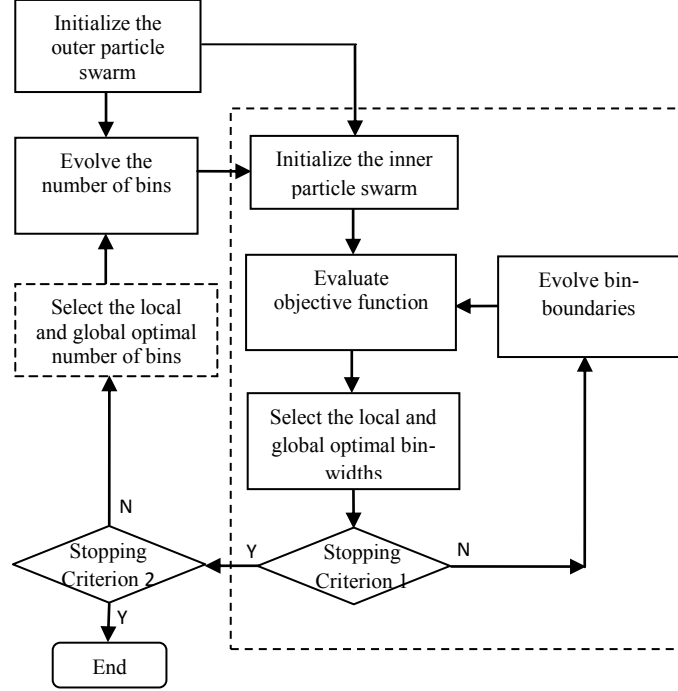 Initialize the
outer particle
swarm
Evolve the
number of bins
Initialize the inner
particle swarm
Select the local
and global optimal
number of bins
Evaluate
objective function
Evolve bin-
boundaries
Select the local and
global optimal bin-
widths
N
Stopping
Criterion 2
Y
Stopping
Criterion 1
N
Y
End